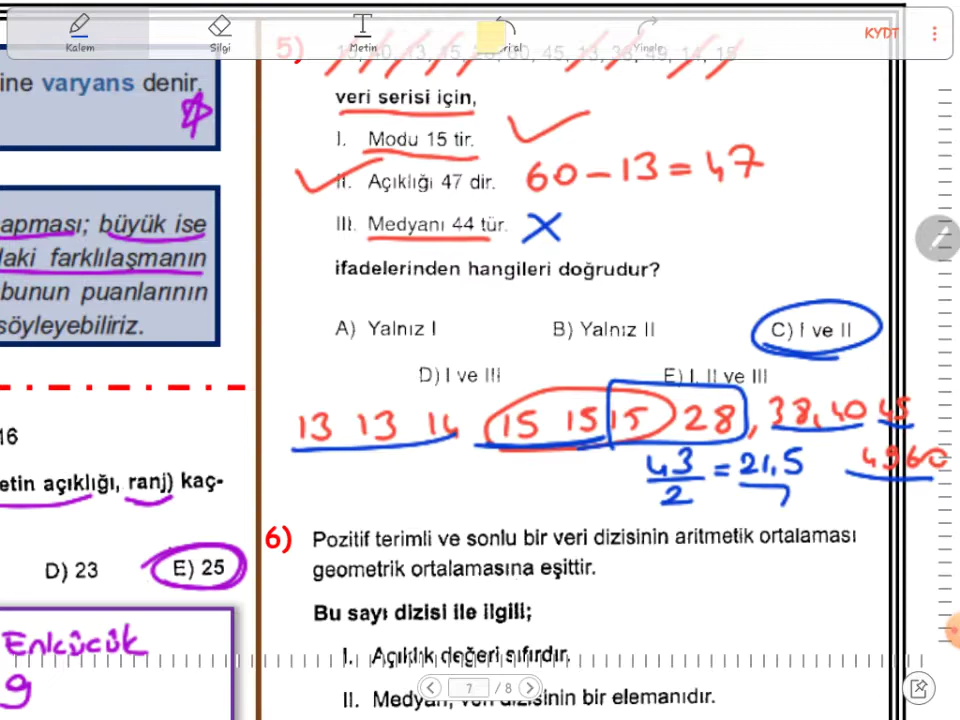 Kalem
Silgi
Metin
Yinele
KYDT
ine varyans denir.
apması; büyük ise
laki farklılaşmanın
bunun puanlarının
söyleyebiliriz.
16
etin açıklığı, ranj) kaç-
D) 23
E) 25
Enküçük
9
5)
veri serisi için,
I. Modu 15 tir.
II. Açıklığı 47 dir.
60-13=47
III. Medyanı 44 tür.
ifadelerinden hangileri doğrudur?
A) Yalnız I
B) Yalnız II
C) I ve II
D) I ve III
E) I, II ve III
13 13 14 15 15 15 28, 38, 40 45
49 60
43/2 = 21,5
6) Pozitif terimli ve sonlu bir veri dizisinin aritmetik ortalaması
geometrik ortalamasına eşittir.
Bu sayı dizisi ile ilgili;
I. Açıklık değeri sıfırdır.
II. Medyan, veri dizisinin bir elemanıdır.
7 / 8